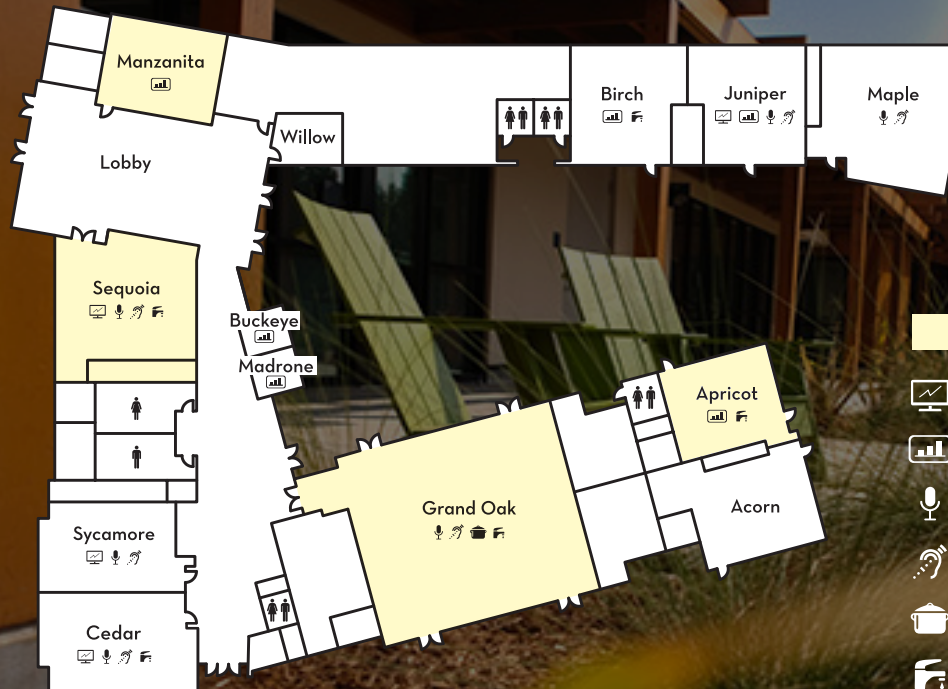 Manzanita
Lobby
Willow
Birch
Juniper
Maple
Sequoia
Buckeye
Madrone
Apricot
Grand Oak
Acorn
Sycamore
Cedar